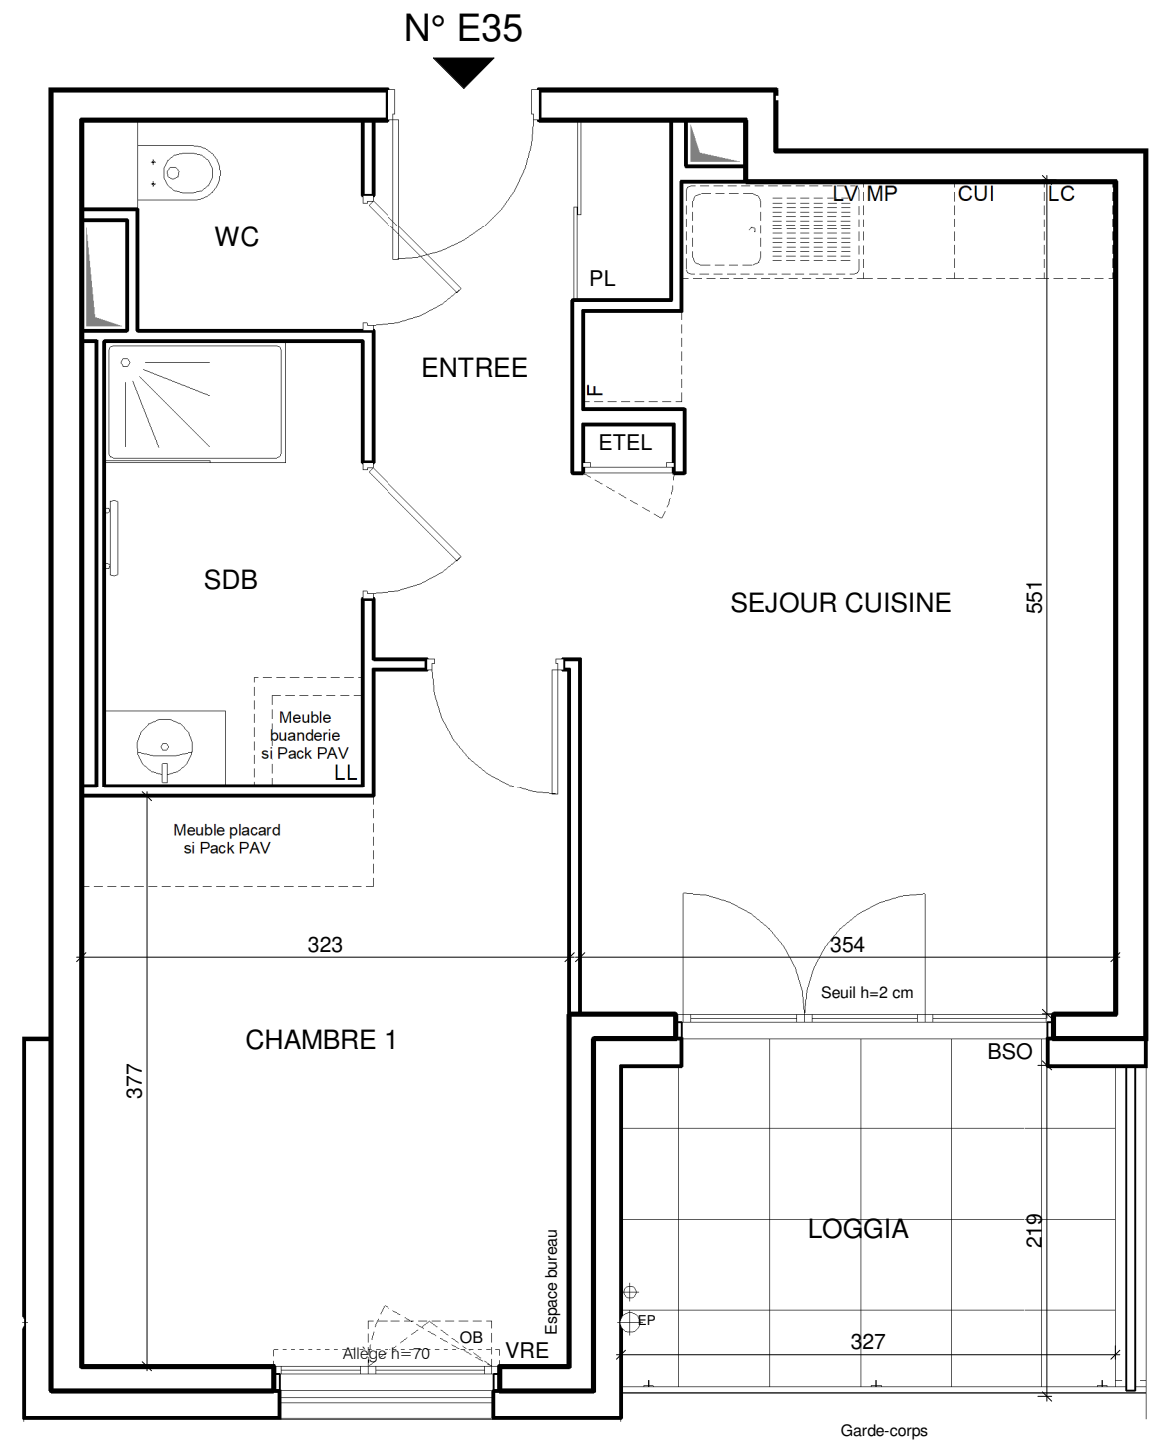 N° E35
LV MP CUI LC
WC
PL
ENTREE
F
ETEL
SDB
551
SEJOUR CUISINE
Meuble
buanderie
si Pack PAV
LL
Meuble placard
si Pack PAV
323
354
Seuil h=2 cm
CHAMBRE 1
BSO
377
LOGGIA
219
Espace bureau
EP
OB
VRE
Allège h=70
327
Garde-corps